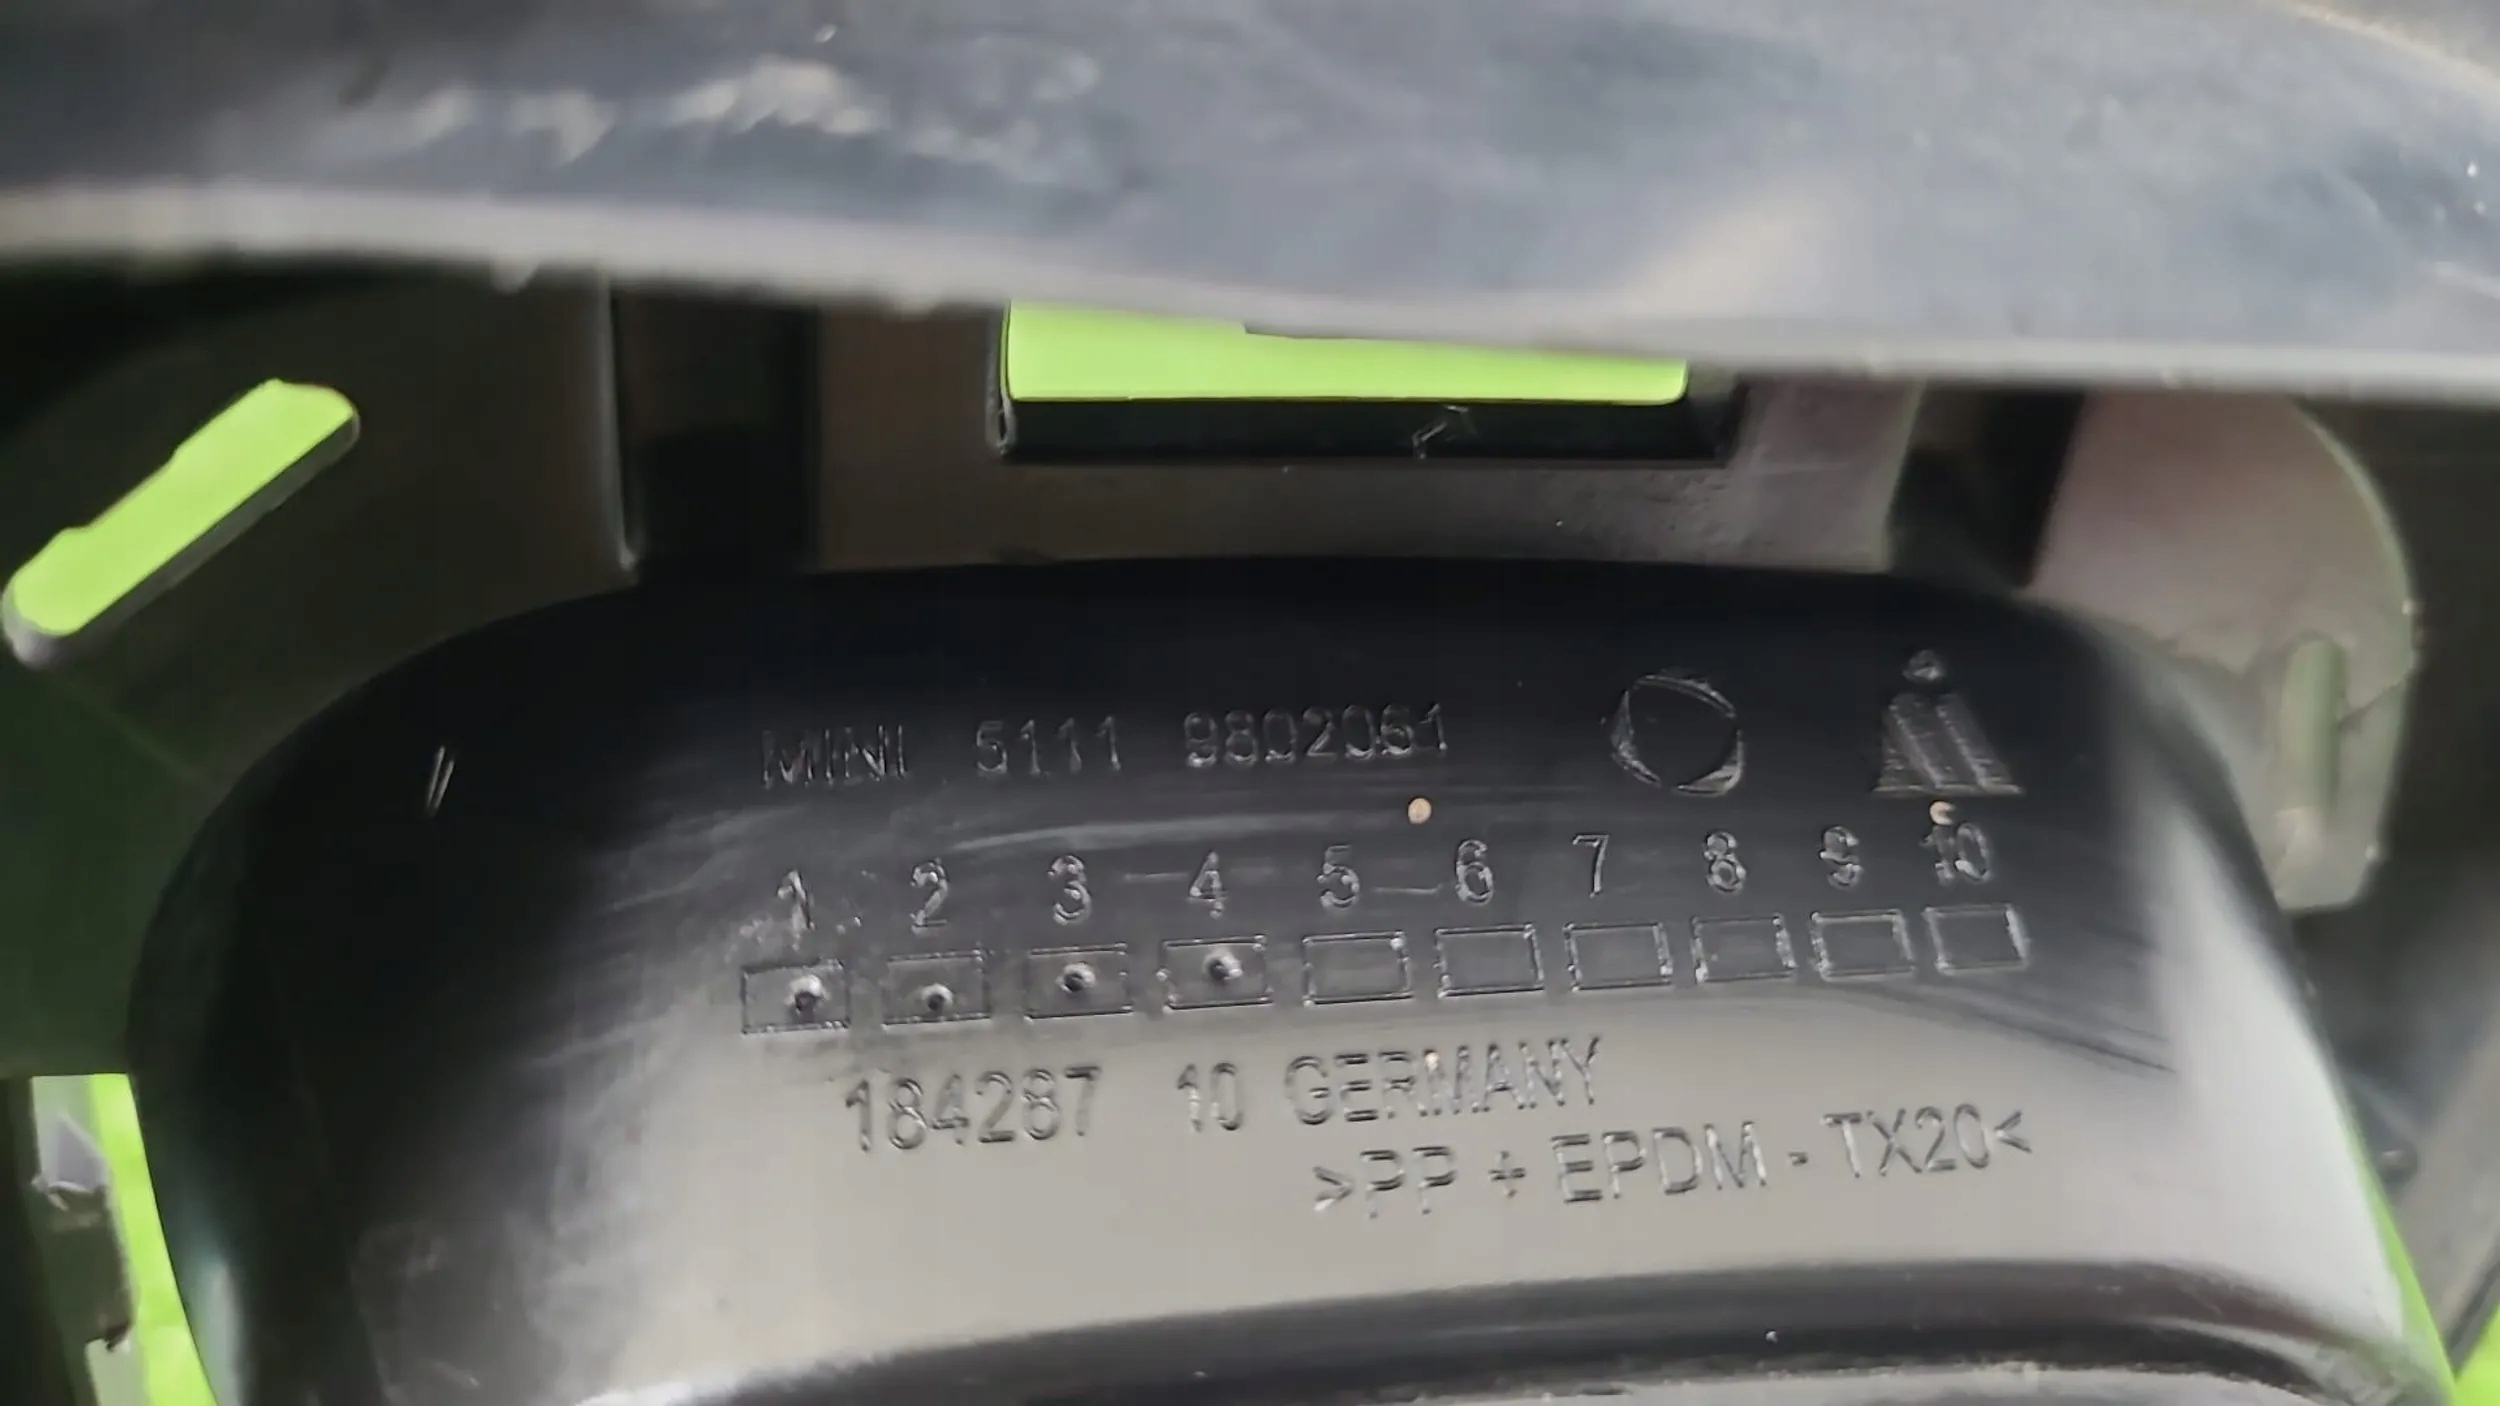 MINI 5111 9802061
1 2 3 4 5 6 7 8 9 10
184287 10 GERMANY
>PP + EPDM - TX20<